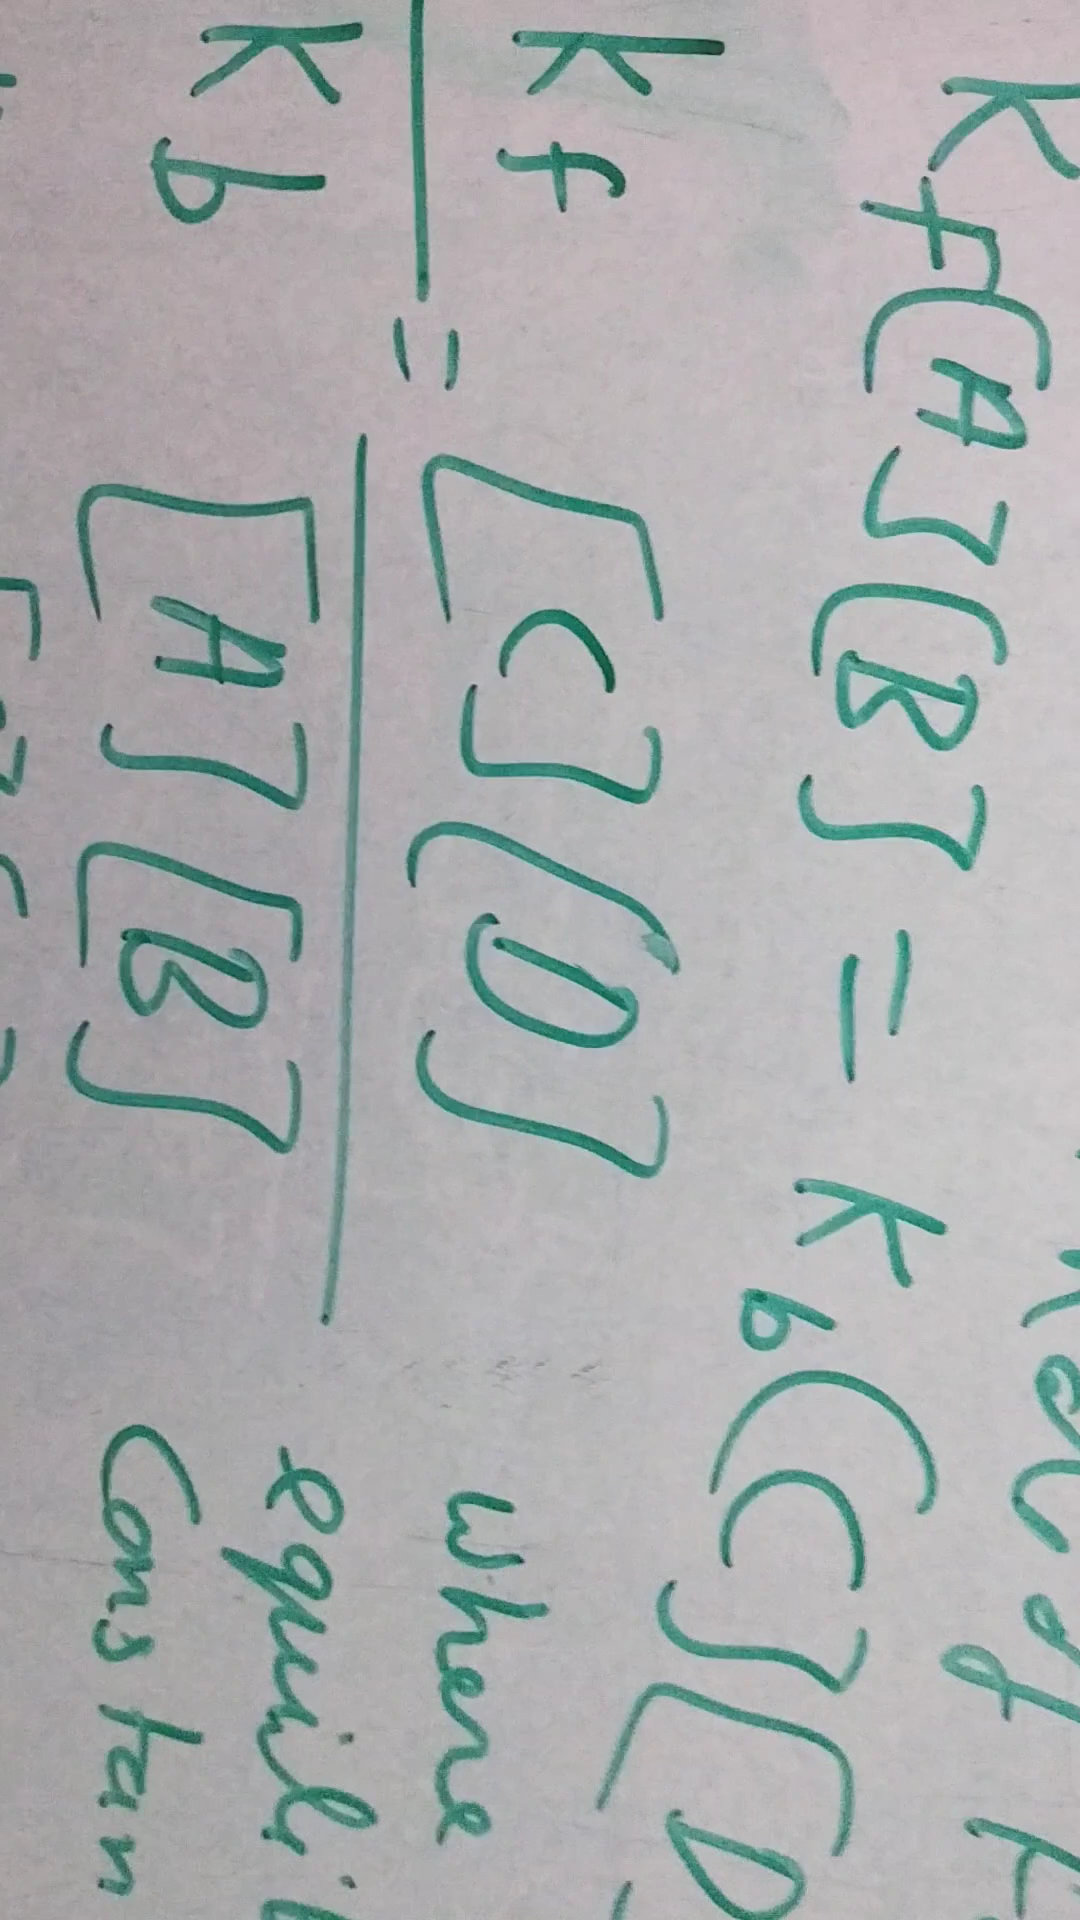 Kf[A][B] = Kb[C][D
Kf/Kb = [C][D]/[A][B]
where
equili
constan